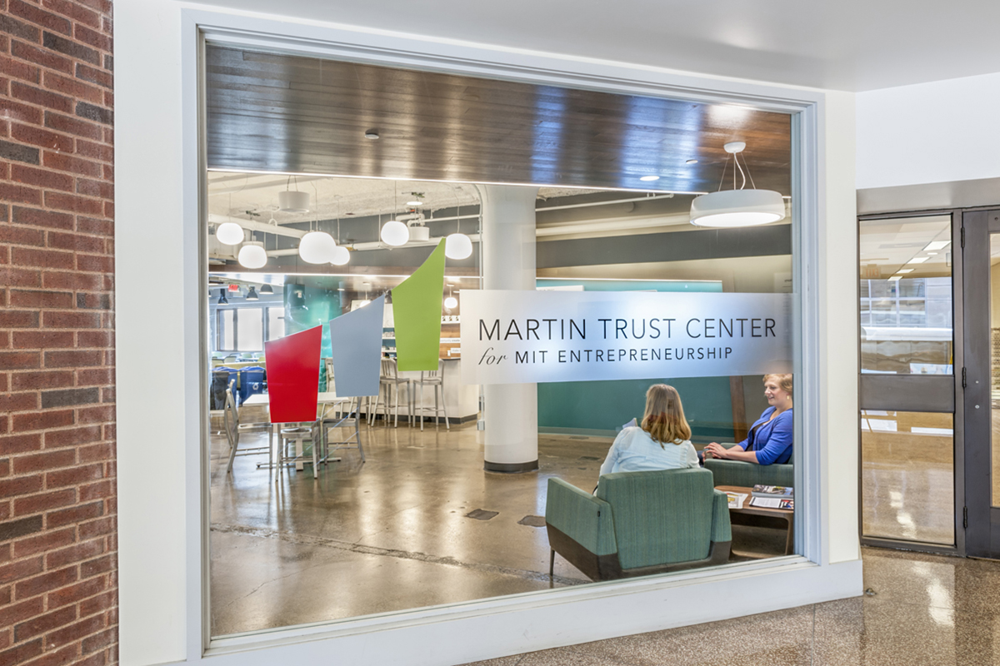 MARTIN TRUST CENTER
for MIT ENTREPRENEURSHIP